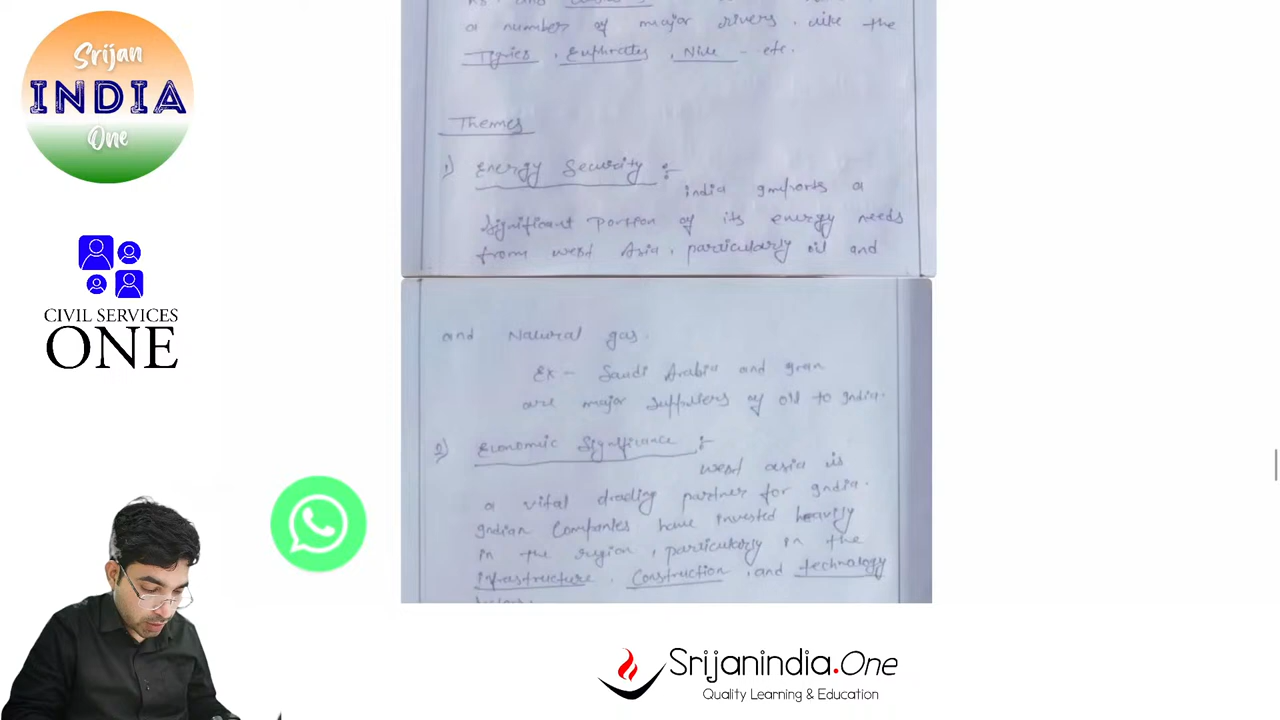 Srijan
INDIA
One
CIVIL SERVICES
ONE
a number of major rivers. like the
Tigris, Euphrates, Nile - etc.
Themes
1) Energy Security :-
india imports a
Significant Portion of its energy needs
from west Asia, particularly oil and
and Natural gas.
Ex - Saudi Arabia and Iran
are major Suppliers of oil to India.
2) Economic Significance :-
west asia is
a vital trading partner for India.
Indian Companies have invested heavily
in the region, particularly in the
infrastructure, Construction, and technology
Srijanindia.One
Quality Learning & Education